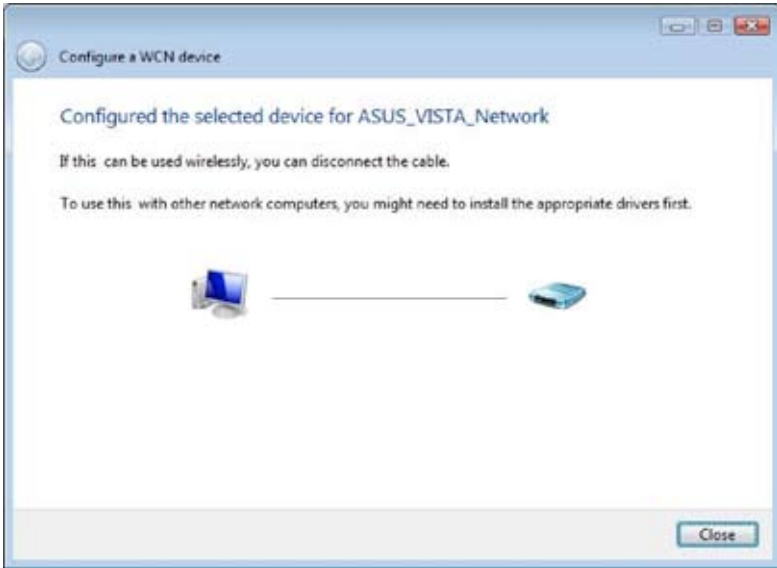 Configure a WCN device
Configured the selected device for ASUS_VISTA_Network
If this can be used wirelessly, you can disconnect the cable.
To use this with other network computers, you might need to install the appropriate drivers first.
Close